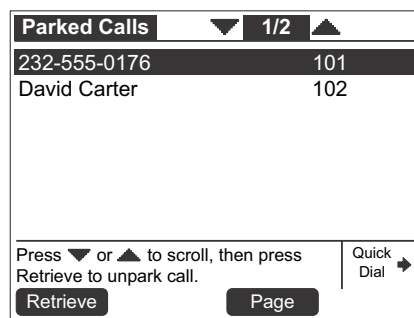 Parked Calls 1/2
232-555-0176 101
David Carter 102
Press ▼ or ▲ to scroll, then press
Retrieve to unpark call.
Quick
Dial
Retrieve Page